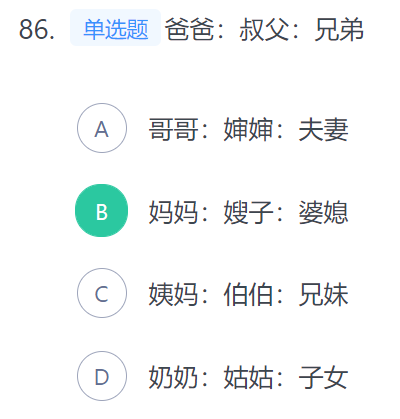 86. 单选题 爸爸：叔父：兄弟
A 哥哥：婶婶：夫妻
B 妈妈：嫂子：婆媳
C 姨妈：伯伯：兄妹
D 奶奶：姑姑：子女